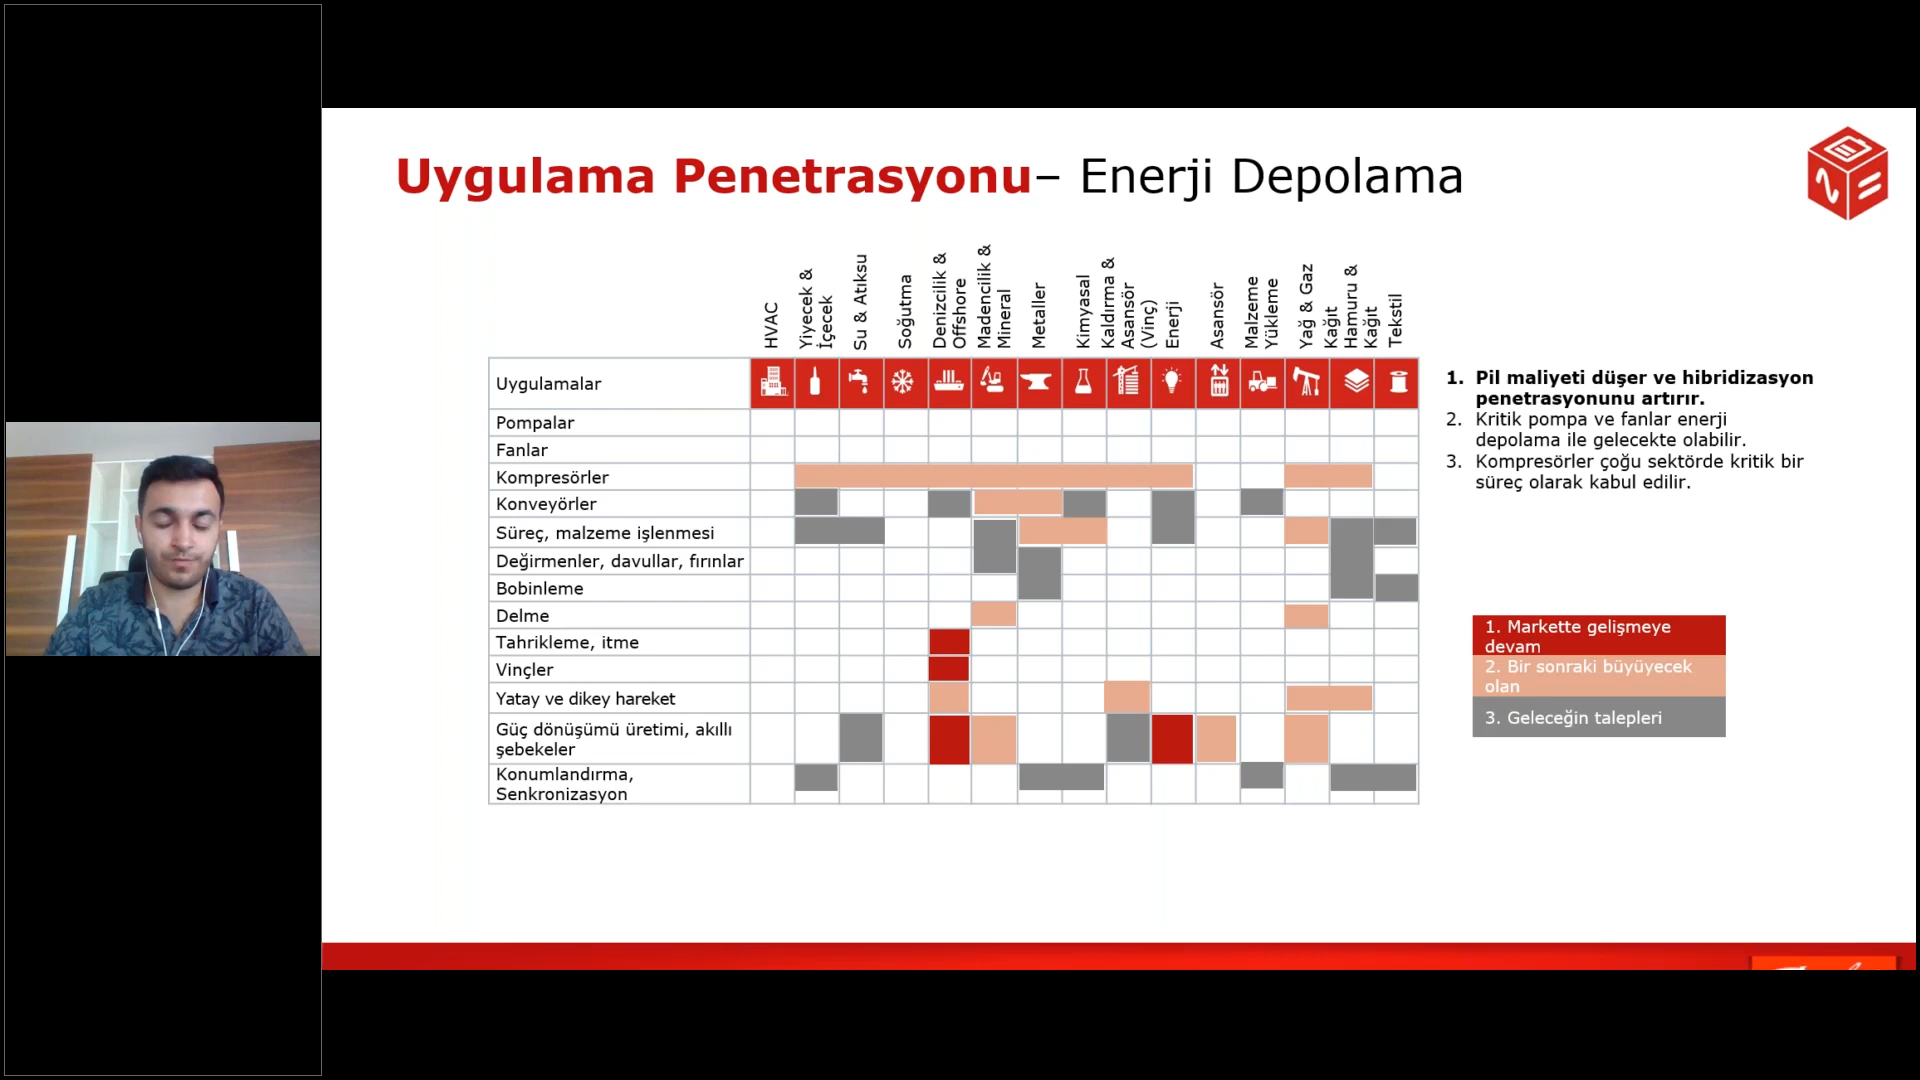 Uygulama Penetrasyonu– Enerji Depolama
HVAC
Yiyecek &
İçecek
Su & Atıksu
Soğutma
Denizcilik &
Offshore
Madencilik &
Mineral
Metaller
Kimyasal
Kaldırma &
Asansör
(Vinç)
Enerji
Asansör
Malzeme
Yükleme
Yağ & Gaz
Kağıt
Hamuru &
Kağıt
Tekstil
Uygulamalar
Pompalar
Fanlar
Kompresörler
Konveyörler
Süreç, malzeme işlenmesi
Değirmenler, davullar, fırınlar
Bobinleme
Delme
Tahrikleme, itme
Vinçler
Yatay ve dikey hareket
Güç dönüşümü üretimi, akıllı
şebekeler
Konumlandırma,
Senkronizasyon
1. Pil maliyeti düşer ve hibridizasyon
penetrasyonunu artırır.
2. Kritik pompa ve fanlar enerji
depolama ile gelecekte olabilir.
3. Kompresörler çoğu sektörde kritik bir
süreç olarak kabul edilir.
1. Markette gelişmeye
devam
2. Bir sonraki büyüyecek
olan
3. Geleceğin talepleri